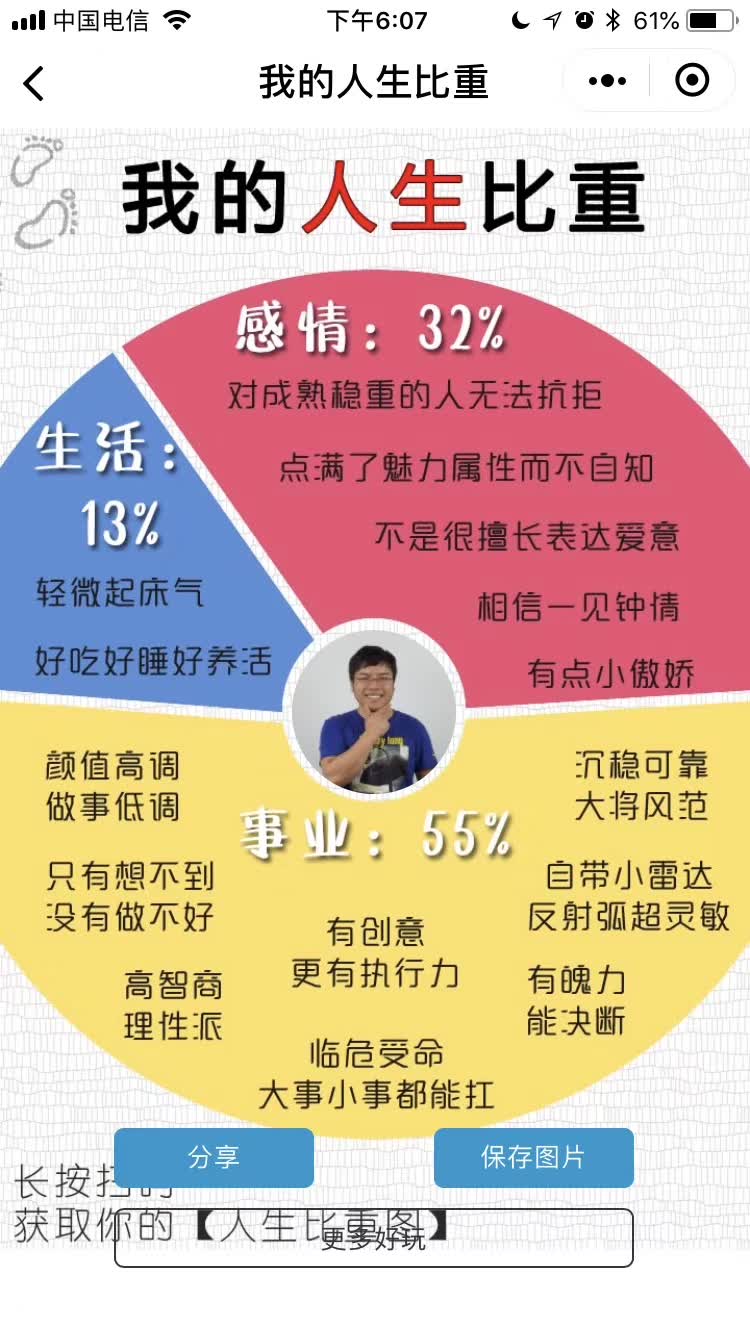 中国电信 下午6:07 61%
我的人生比重
我的人生比重
感情：32%
对成熟稳重的人无法抗拒
点满了魅力属性而不自知
不是很擅长表达爱意
相信一见钟情
有点小傲娇
生活：
13%
轻微起床气
好吃好睡好养活
事业：55%
颜值高调
做事低调
只有想不到
没有做不好
高智商
理性派
有创意
更有执行力
临危受命
大事小事都能扛
沉稳可靠
大将风范
自带小雷达
反射弧超灵敏
有魄力
能决断
分享
保存图片
长按扫码
获取你的【人生比重图】
更多好玩